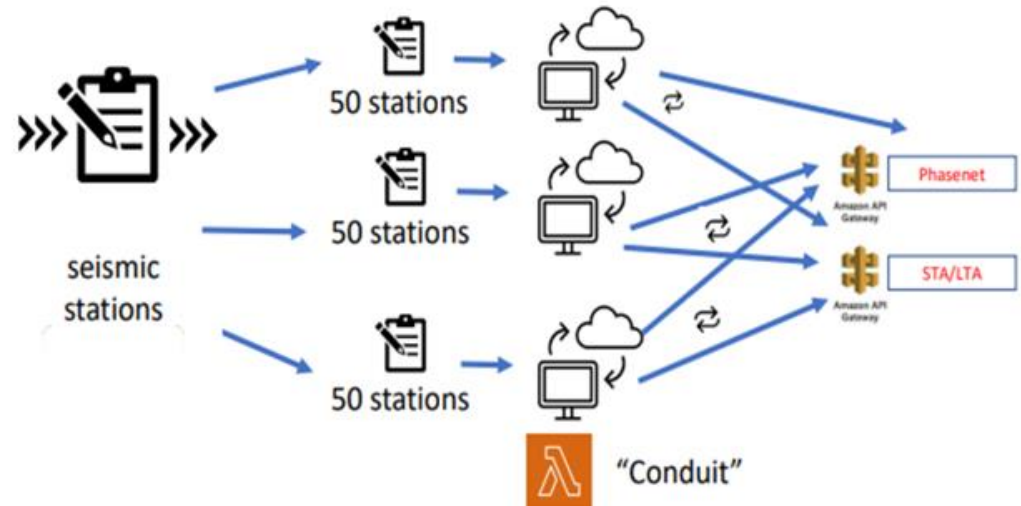 seismic
stations
50 stations
50 stations
50 stations
"Conduit"
Amazon API
Gateway
Phasenet
Amazon API
Gateway
STA/LTA